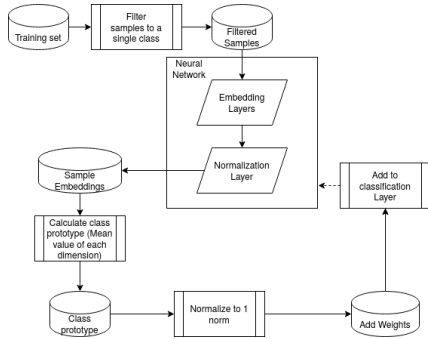 Training set
Filter
samples to a
single class
Filtered
Samples
Neural
Network
Embedding
Layers
Normalization
Layer
Sample
Embeddings
Add to
classification
Layer
Calculate class
prototype (Mean
value of each
dimension)
Class
prototype
Normalize to 1
norm
Add Weights